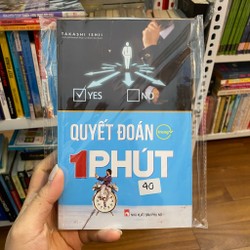 TAKASHI ISHII
YES NO
QUYẾT ĐOÁN
1 PHÚT
40